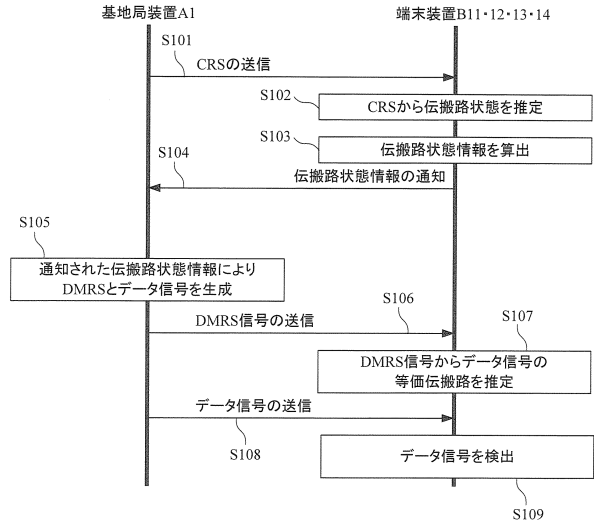 基地局装置A1
端末装置B11・12・13・14
S101
CRSの送信
S102
CRSから伝搬路状態を推定
S103
伝搬路状態情報を算出
S104
伝搬路状態情報の通知
S105
通知された伝搬路状態情報により
DMRSとデータ信号を生成
S106
DMRS信号の送信
S107
DMRS信号からデータ信号の
等価伝搬路を推定
データ信号の送信
S108
データ信号を検出
S109